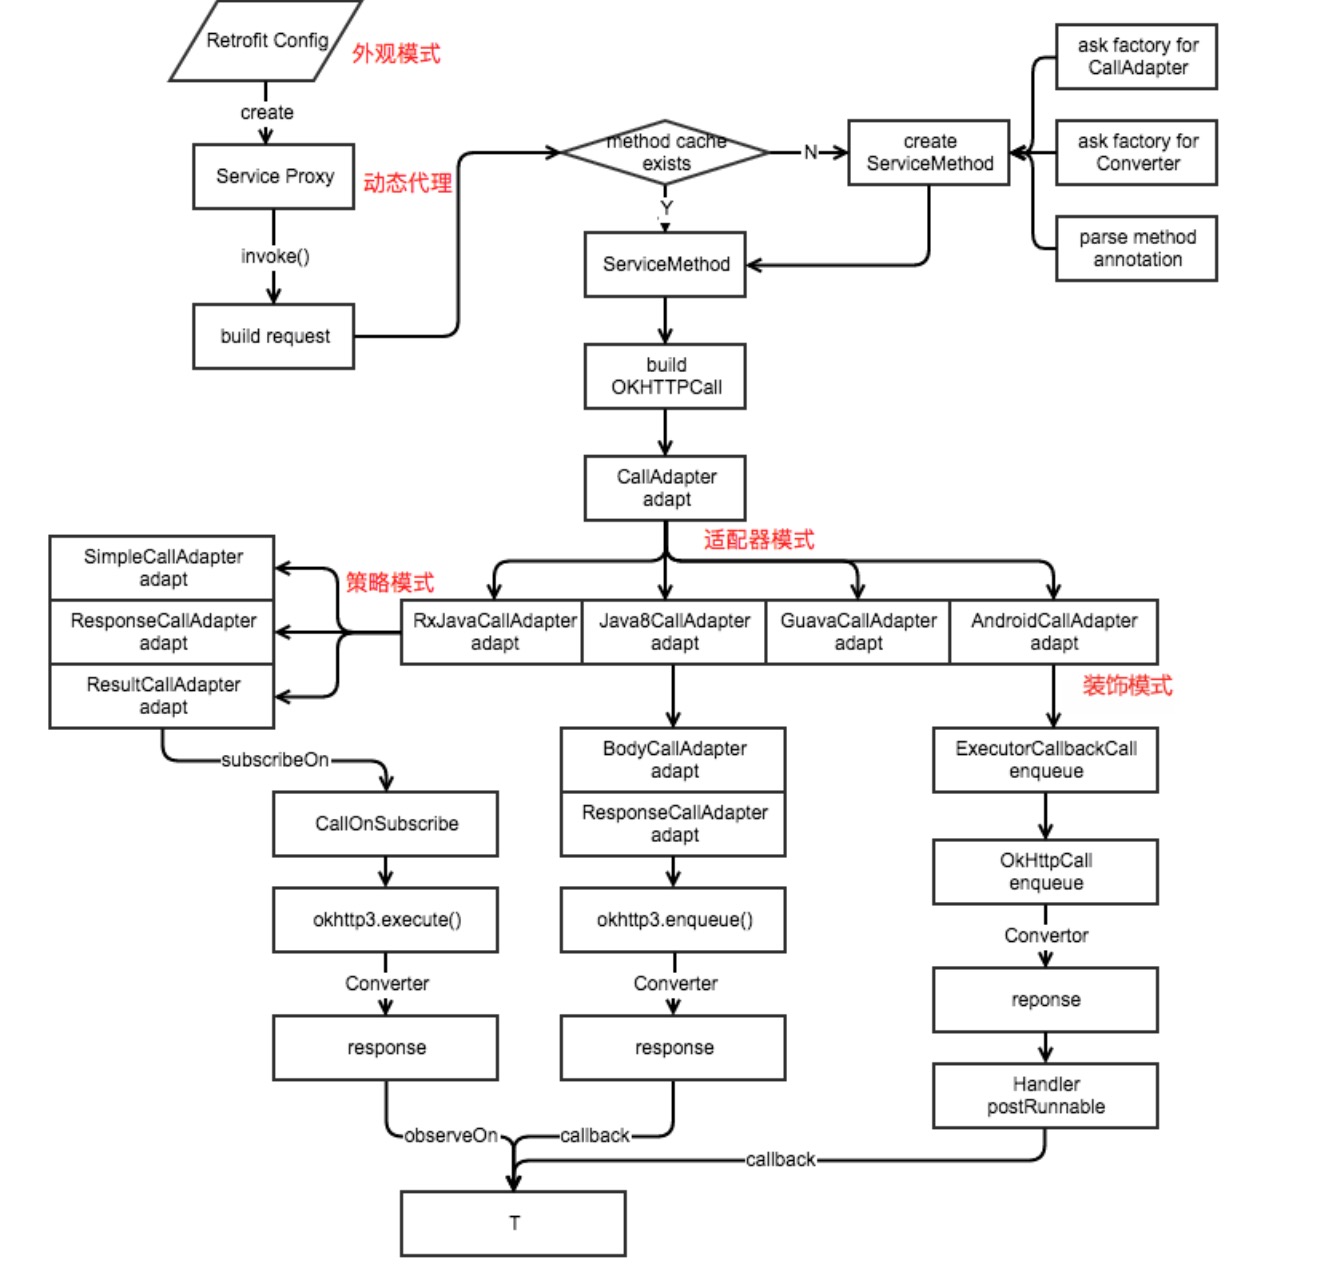 Retrofit Config
外观模式
create
Service Proxy
动态代理
invoke()
build request
method cache
exists
N
Y
create
ServiceMethod
ask factory for
CallAdapter
ask factory for
Converter
parse method
annotation
ServiceMethod
build
OKHTTPCall
CallAdapter
adapt
适配器模式
策略模式
SimpleCallAdapter
adapt
ResponseCallAdapter
adapt
ResultCallAdapter
adapt
RxJavaCallAdapter
adapt
Java8CallAdapter
adapt
GuavaCallAdapter
adapt
AndroidCallAdapter
adapt
装饰模式
subscribeOn
CallOnSubscribe
okhttp3.execute()
Converter
response
observeOn
BodyCallAdapter
adapt
ResponseCallAdapter
adapt
okhttp3.enqueue()
Converter
response
callback
ExecutorCallbackCall
enqueue
OkHttpCall
enqueue
Convertor
reponse
Handler
postRunnable
callback
T